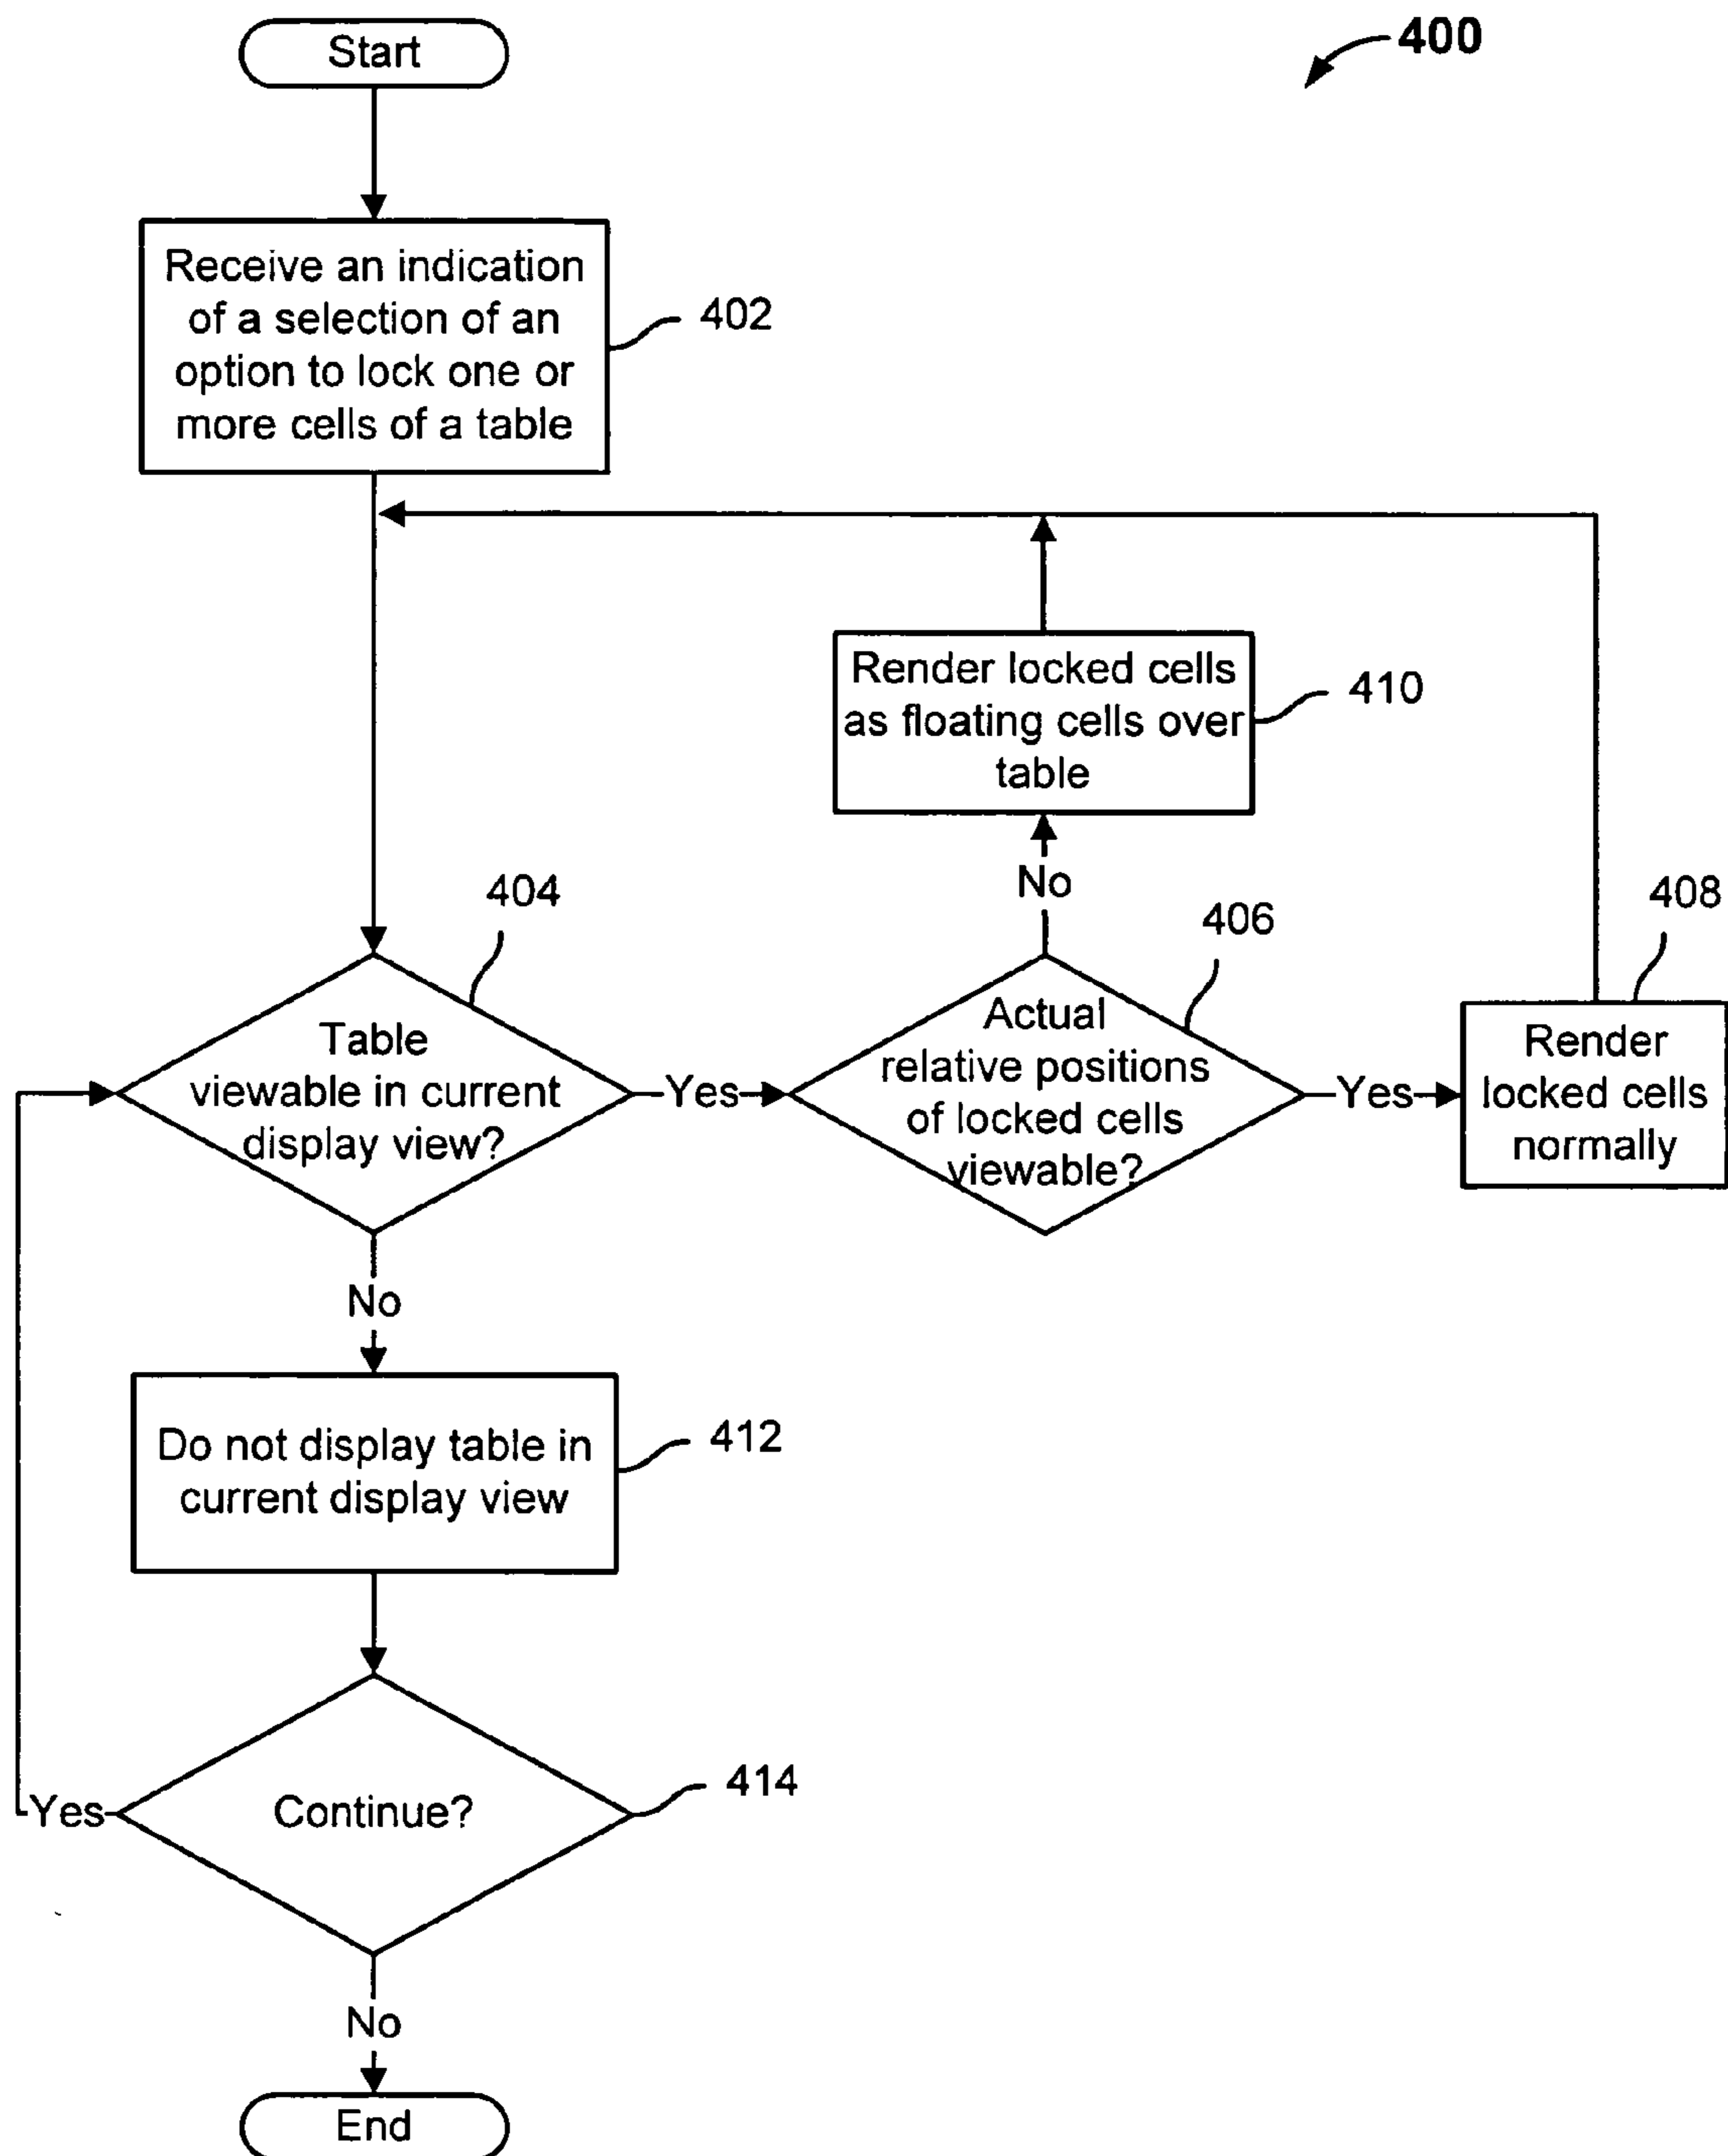 Start
400
Receive an indication
of a selection of an
option to lock one or
more cells of a table
402
Render locked cells
as floating cells over
table
410
No
404
406
408
Table
viewable in current
display view?
Yes
Actual
relative positions
of locked cells
viewable?
Yes
Render
locked cells
normally
No
Do not display table in
current display view
412
Continue?
414
Yes
No
End